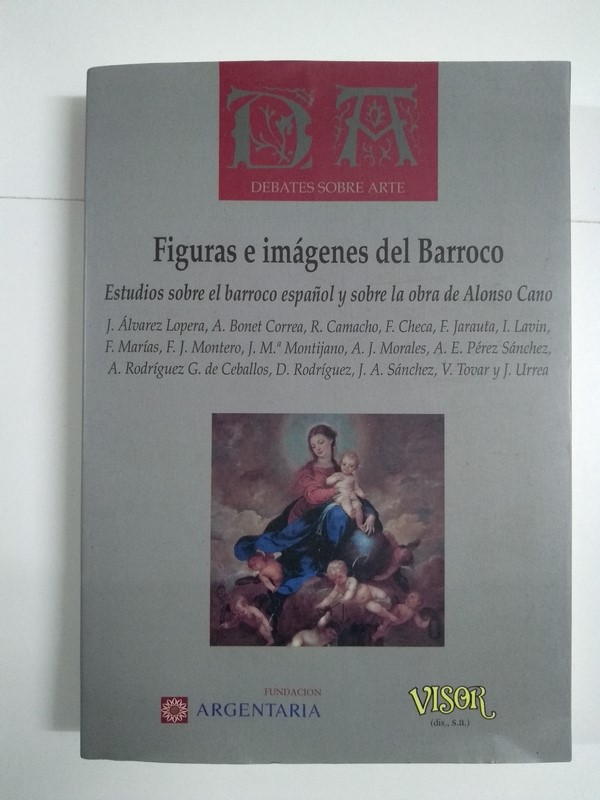 DA
DEBATES SOBRE ARTE
Figuras e imágenes del Barroco
Estudios sobre el barroco español y sobre la obra de Alonso Cano
J. Álvarez Lopera, A. Bonet Correa, R. Camacho, F. Checa, F. Jarauta, I. Lavin,
F. Marías, F. J. Montero, J. M.ª Montijano, A. J. Morales, A. E. Pérez Sánchez,
A. Rodríguez G. de Ceballos, D. Rodríguez, J. A. Sánchez, V. Tovar y J. Urrea
FUNDACION
ARGENTARIA
VISOR
(dis., s.a.)